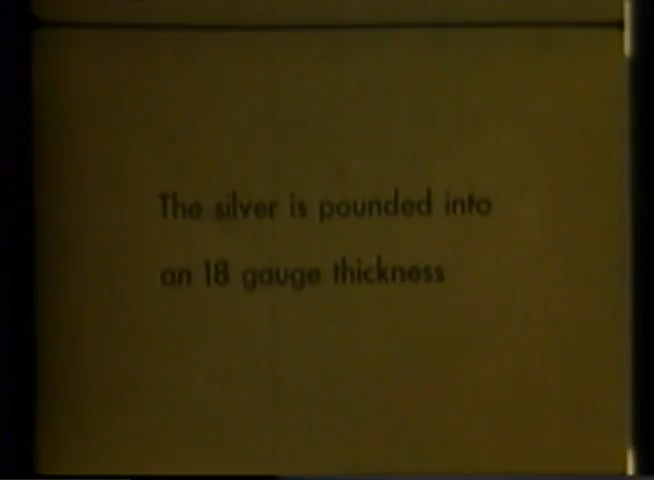 The silver is pounded into
an 18 gauge thickness